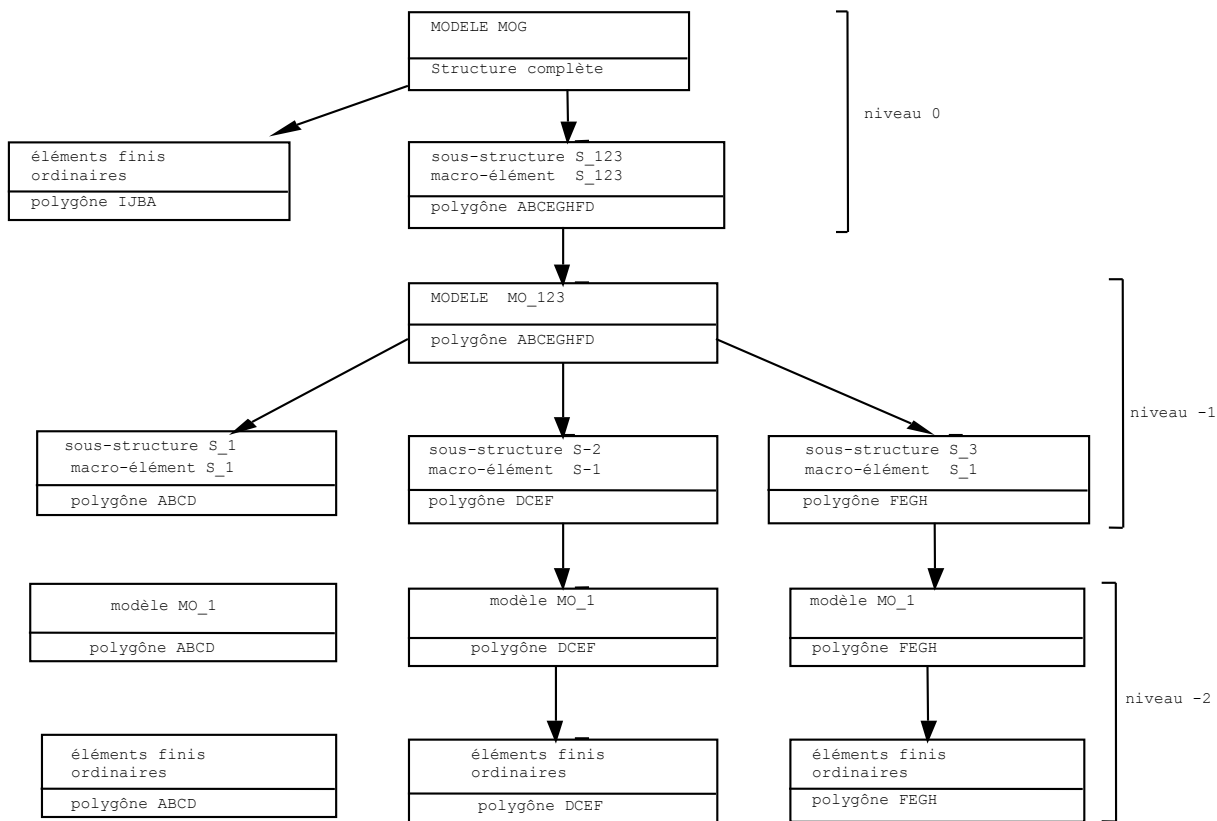 MODELE MOG
Structure complète
niveau 0
éléments finis
ordinaires
polygône IJBA
sous-structure S_123
macro-élément  S_123
polygône ABCEGHFD
MODELE  MO_123
polygône ABCEGHFD
niveau -1
sous-structure S_1
macro-élément S_1
polygône ABCD
sous-structure S-2
macro-élément  S-1
polygône DCEF
sous-structure S_3
macro-élément  S_1
polygône FEGH
modèle MO_1
polygône ABCD
modèle MO_1
polygône DCEF
modèle MO_1
polygône FEGH
niveau -2
éléments finis
ordinaires
polygône ABCD
éléments finis
ordinaires
polygône DCEF
éléments finis
ordinaires
polygône FEGH